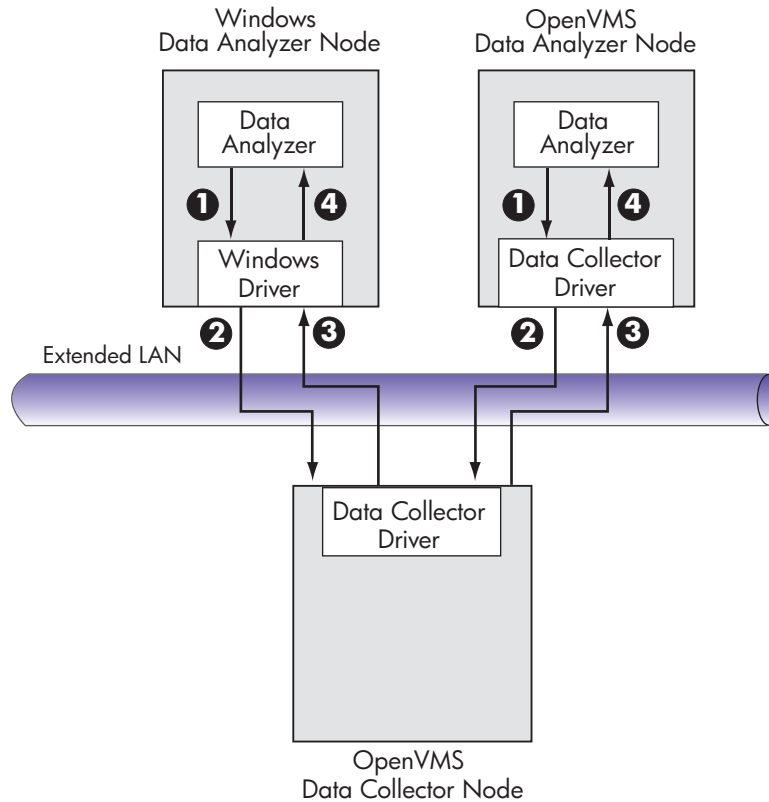 Windows
Data Analyzer Node
OpenVMS
Data Analyzer Node
Data
Analyzer
Data
Analyzer
1
4
1
4
Windows
Driver
Data Collector
Driver
2
3
2
3
Extended LAN
Data Collector
Driver
OpenVMS
Data Collector Node